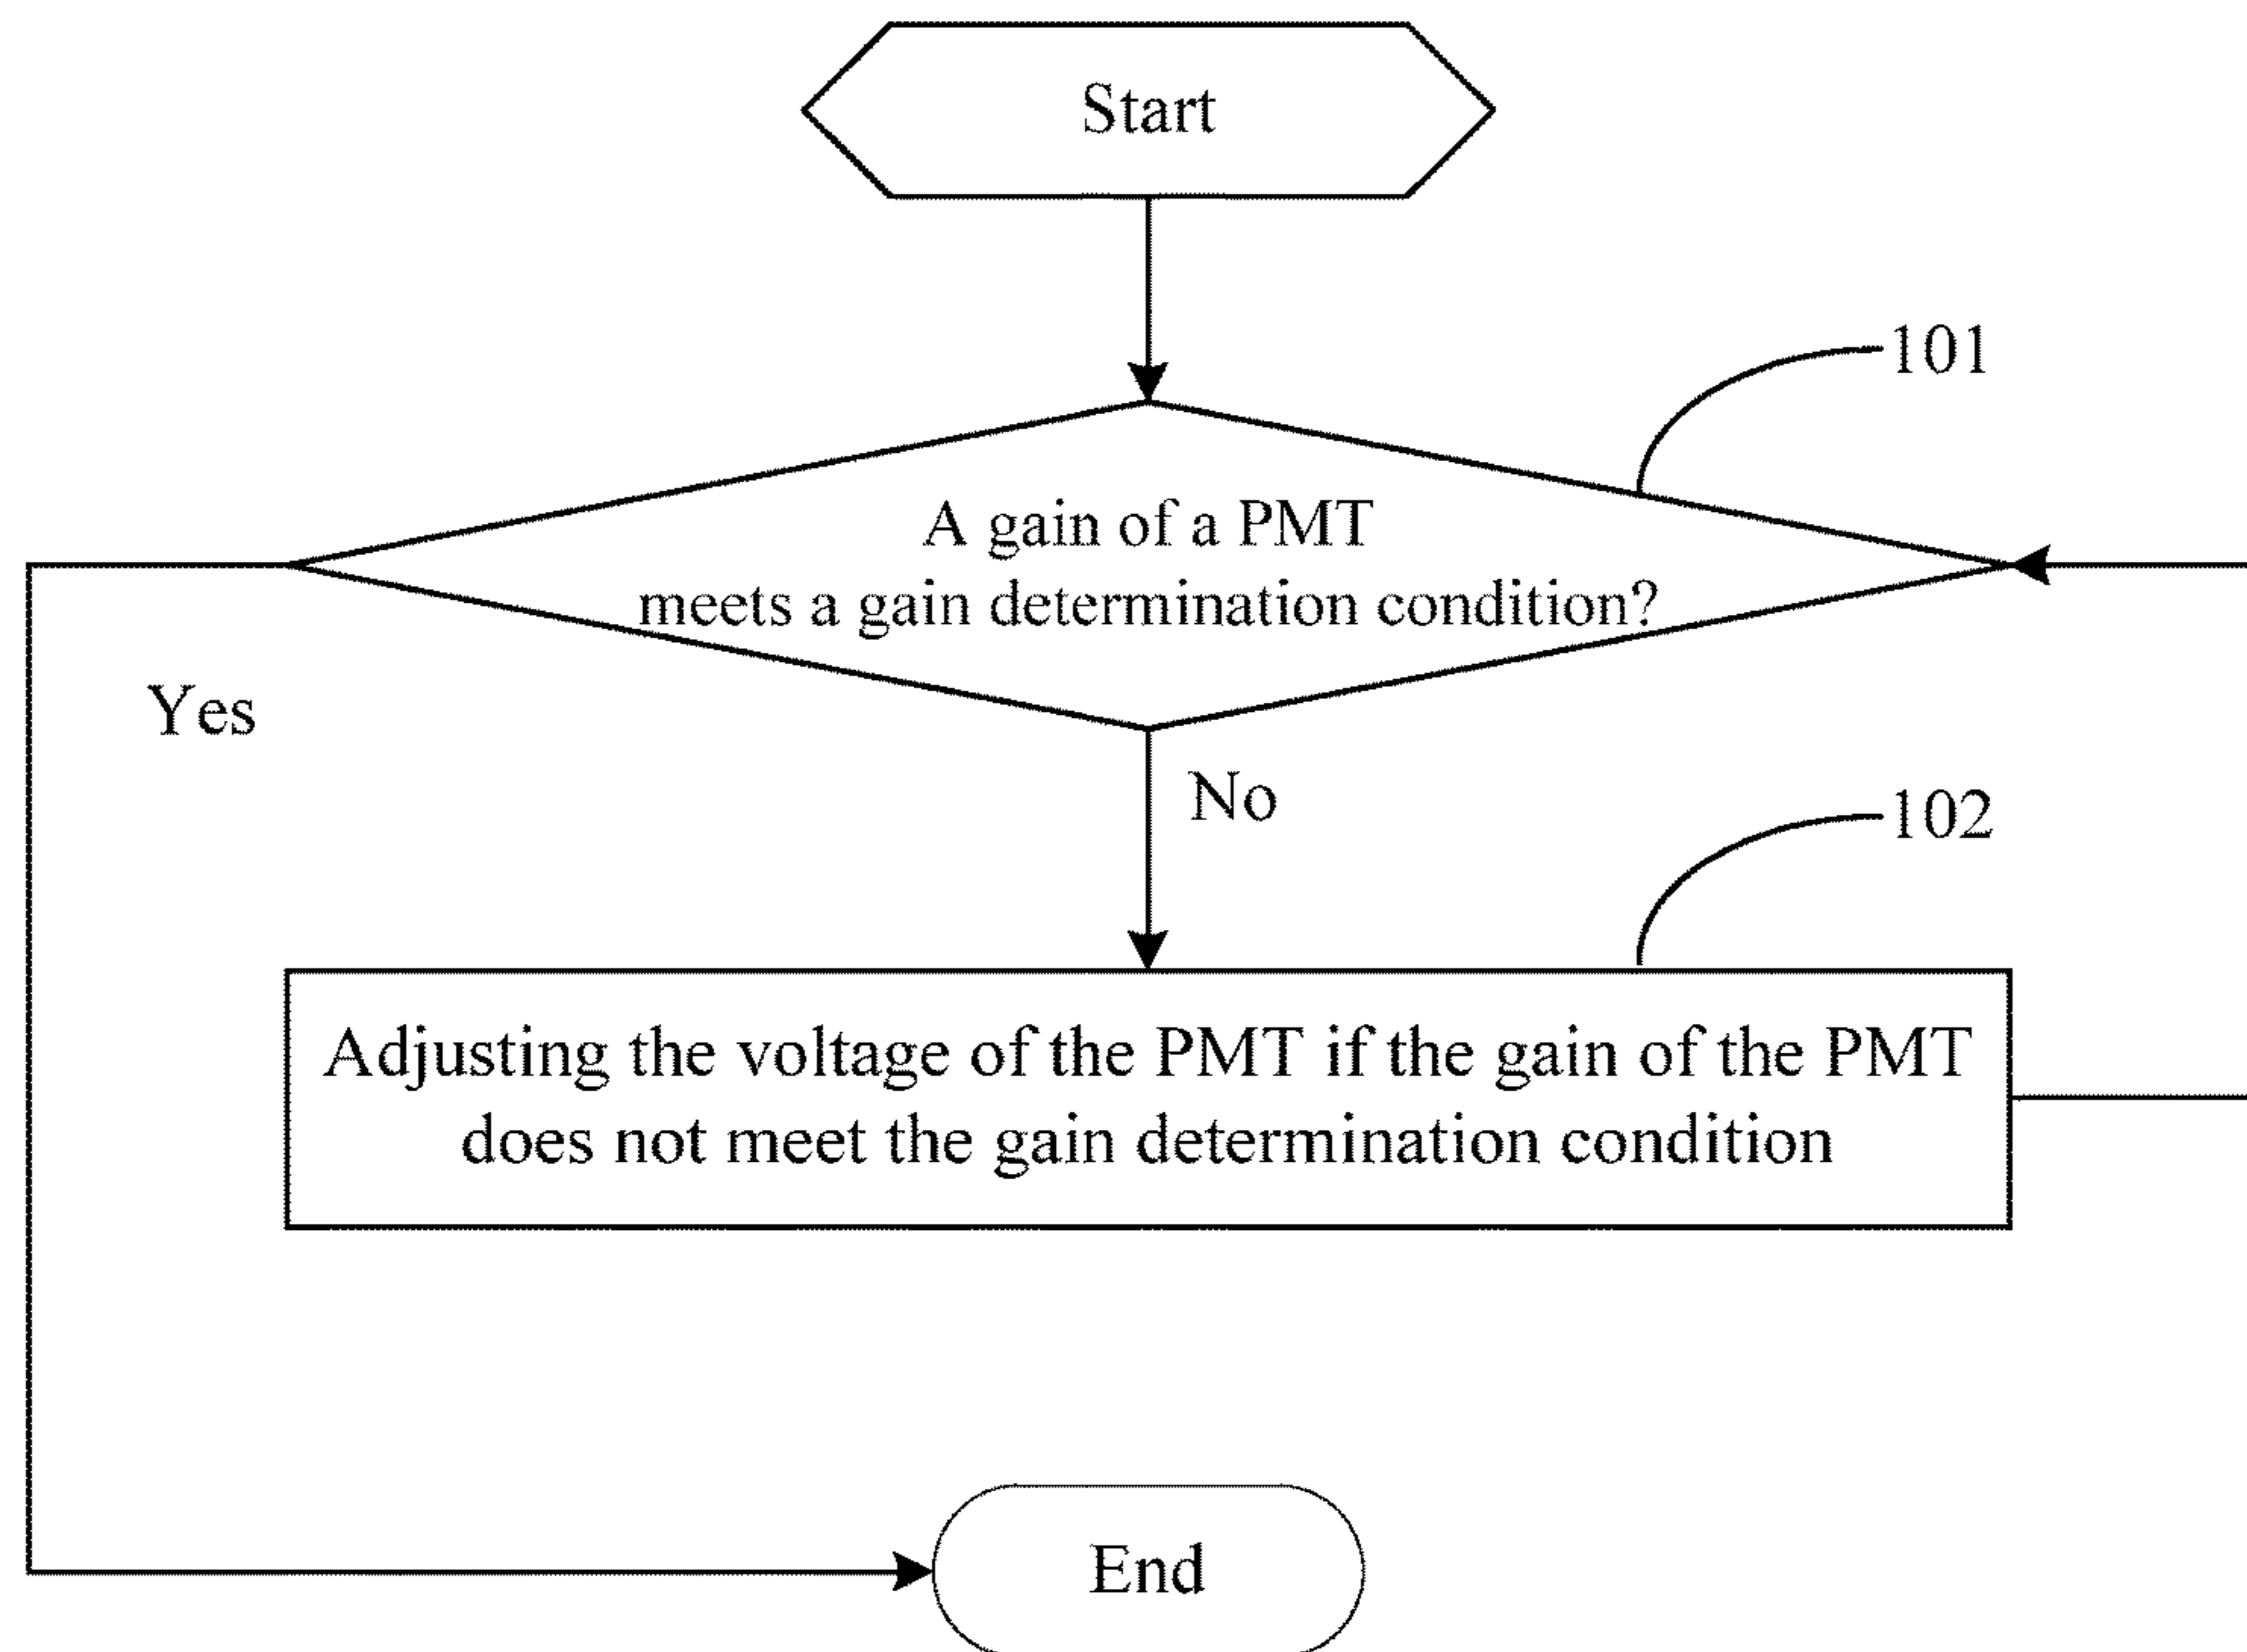 Start
101
A gain of a PMT
meets a gain determination condition?
Yes
No
102
Adjusting the voltage of the PMT if the gain of the PMT
does not meet the gain determination condition
End